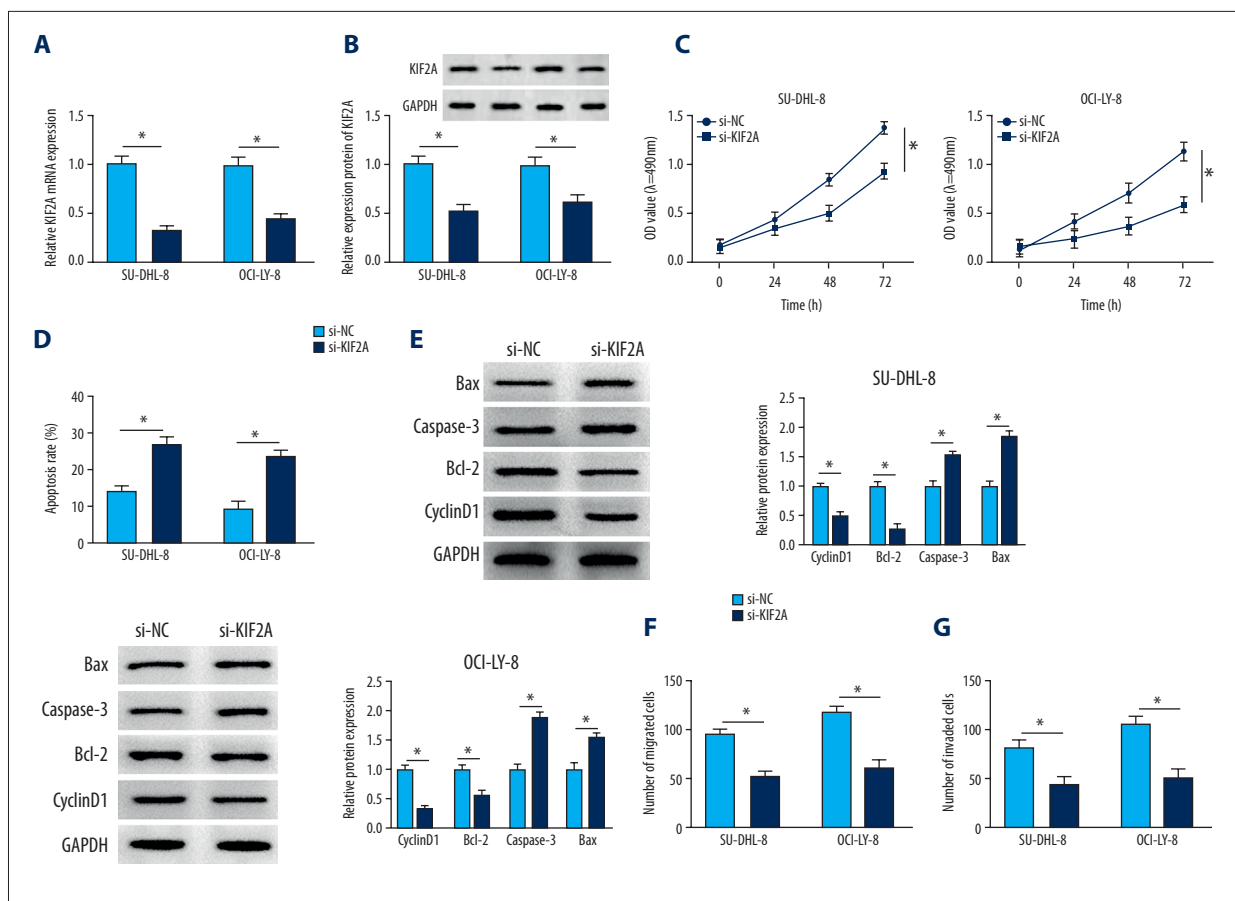 A
Relative KIF2A mRNA expression
1.5
1.0
0.5
0.0
*
*
SU-DHL-8
OCI-LY-8
B
KIF2A
GAPDH
Relative expression protein of KIF2A
1.5
1.0
0.5
0.0
*
*
SU-DHL-8
OCI-LY-8
C
SU-DHL-8
si-NC
si-KIF2A
OD value (λ=490nm)
1.5
1.0
0.5
0.0
*
0
24
48
72
Time (h)
OCI-LY-8
si-NC
si-KIF2A
OD value (λ=490nm)
1.5
1.0
0.5
0.0
*
0
24
48
72
Time (h)
D
si-NC
si-KIF2A
Apoptosis rate (%)
40
30
20
10
0
*
*
SU-DHL-8
OCI-LY-8
E
si-NC
si-KIF2A
Bax
Caspase-3
Bcl-2
CyclinD1
GAPDH
SU-DHL-8
Relative protein expression
2.5
2.0
1.5
1.0
0.5
0.0
*
*
*
*
CyclinD1
Bcl-2
Caspase-3
Bax
si-NC
si-KIF2A
Bax
Caspase-3
Bcl-2
CyclinD1
GAPDH
OCI-LY-8
Relative protein expression
2.5
2.0
1.5
1.0
0.5
0.0
*
*
*
*
CyclinD1
Bcl-2
Caspase-3
Bax
si-NC
si-KIF2A
F
Number of migrated cells
150
100
50
0
*
*
SU-DHL-8
OCI-LY-8
G
Number of invaded cells
150
100
50
0
*
*
SU-DHL-8
OCI-LY-8